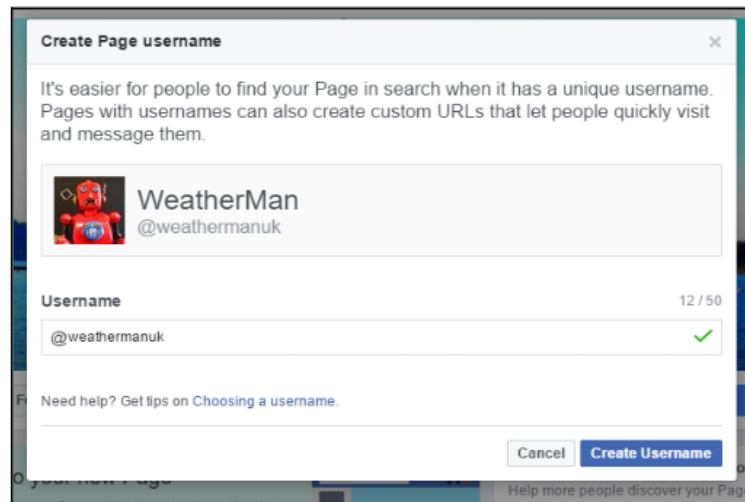 Create Page username
It's easier for people to find your Page in search when it has a unique username.
Pages with usernames can also create custom URLs that let people quickly visit
and message them.
WeatherMan
@weathermanuk
Username
12 / 50
@weathermanuk
Need help? Get tips on Choosing a username.
Cancel
Create Username
your new Page
Help more people discover your Pag